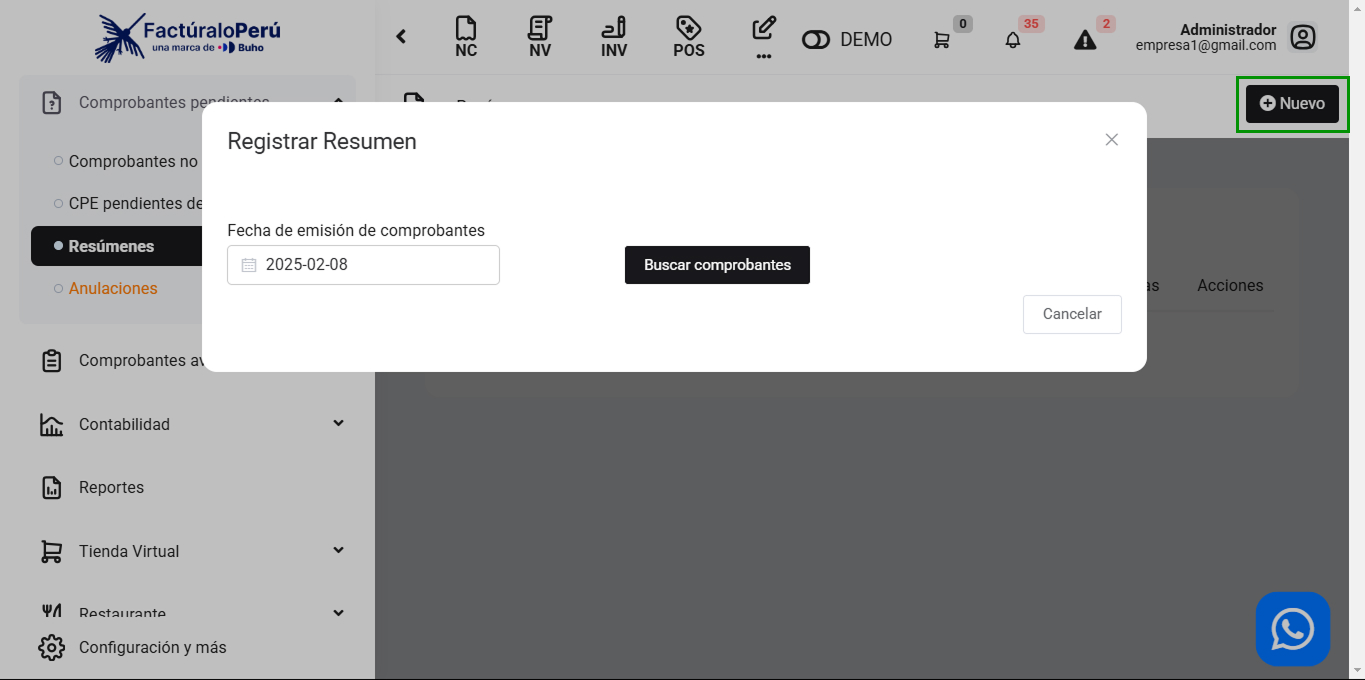 FactúraloPerú
una marca de Buho
NC
NV
INV
POS
DEMO
0
35
2
Administrador
empresa1@gmail.com
Comprobantes pendientes
Nuevo
Registrar Resumen
Comprobantes no
CPE pendientes de
Resúmenes
Anulaciones
Fecha de emisión de comprobantes
2025-02-08
Buscar comprobantes
Cancelar
as
Acciones
Comprobantes av
Contabilidad
Reportes
Tienda Virtual
Restaurante
Configuración y más